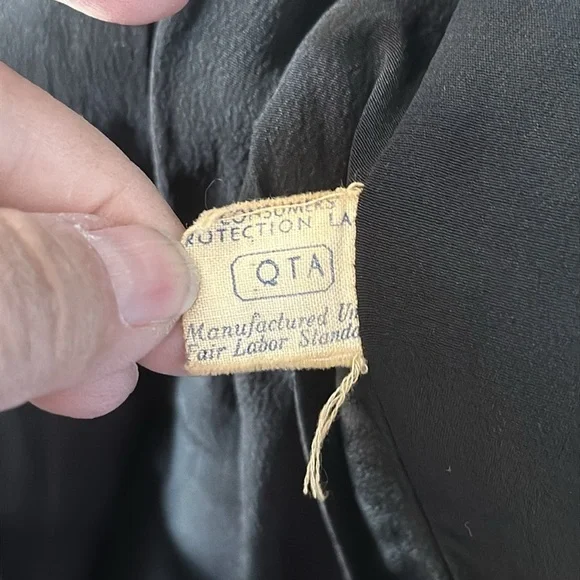 CONSUMERS
ROTECTION LA
QTA
Manufactured Un
Fair Labor Standa